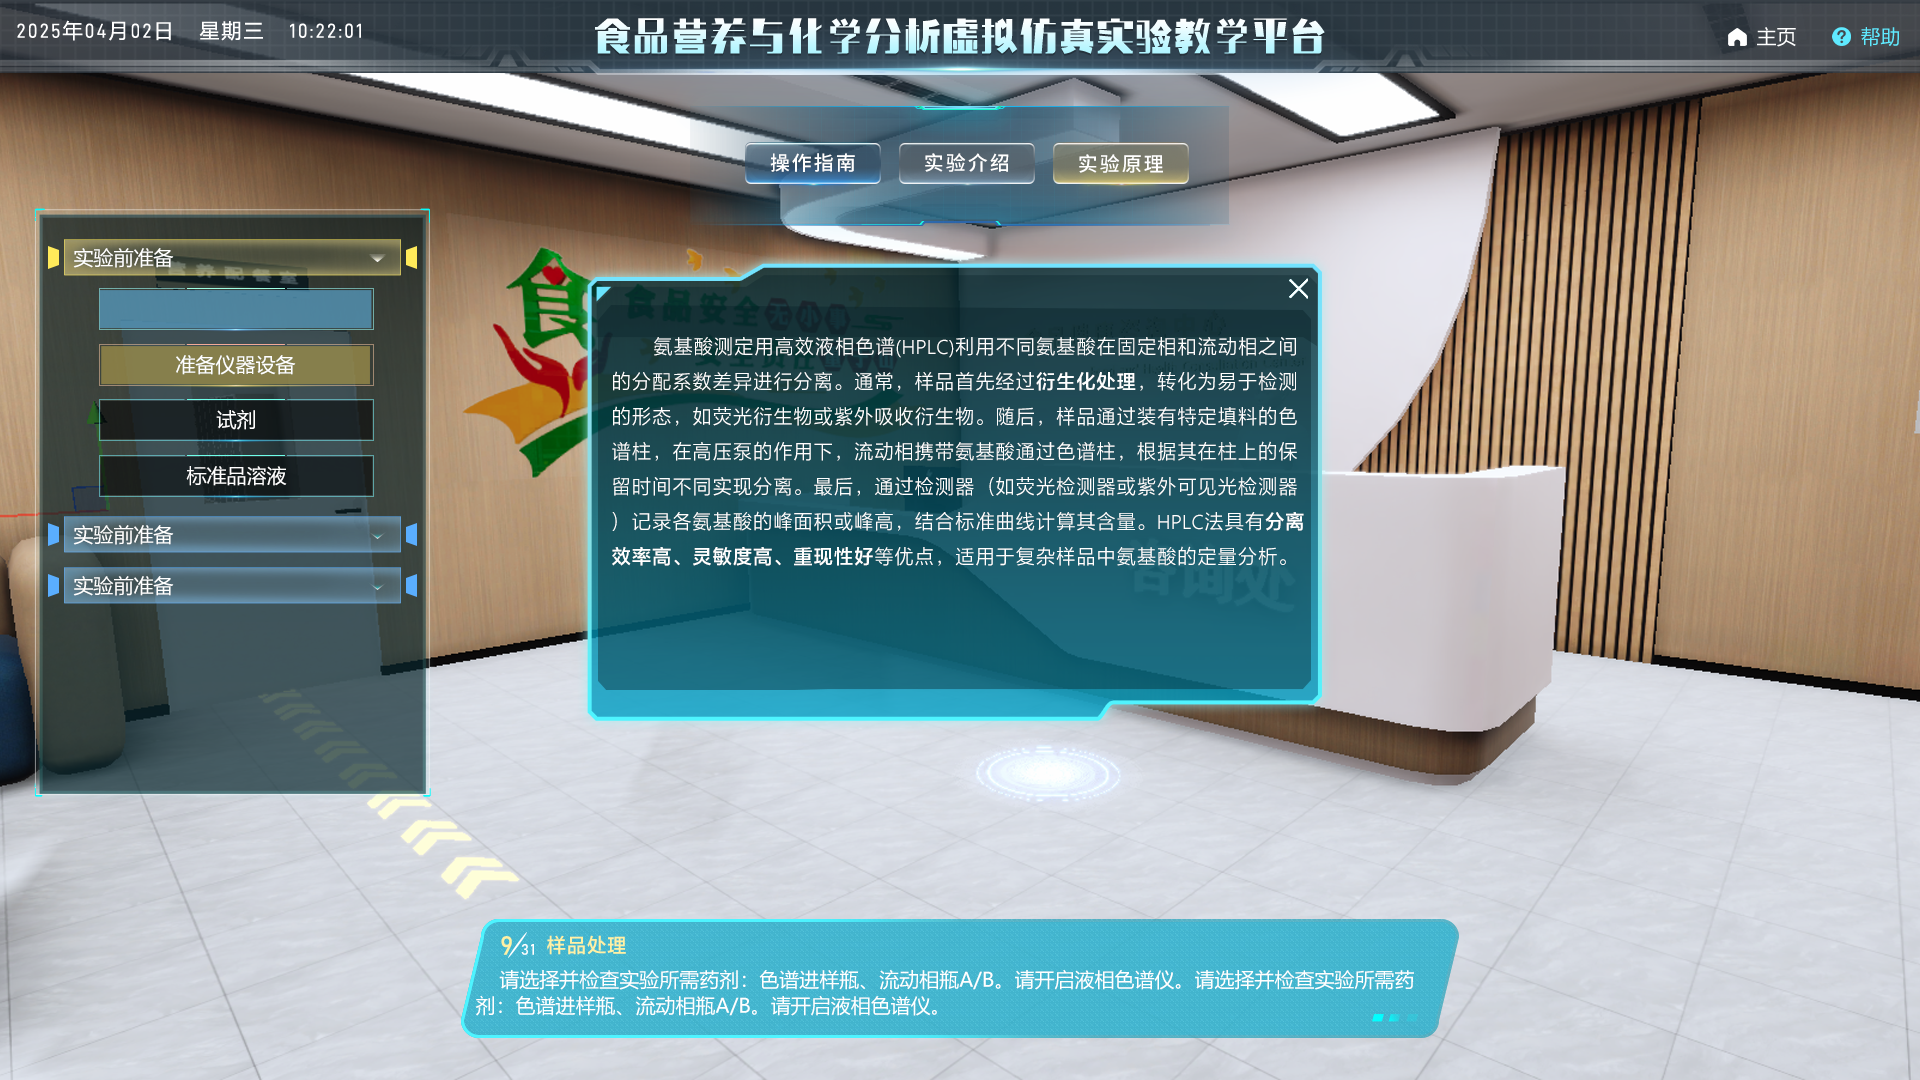 2025年04月02日 星期三 10:22:01
食品营养与化学分析虚拟仿真实验教学平台
主页 帮助
操作指南 实验介绍 实验原理
实验前准备
准备仪器设备
试剂
标准品溶液
实验前准备
实验前准备
食
食品安全无小事
氨基酸测定用高效液相色谱(HPLC)利用不同氨基酸在固定相和流动相之间
的分配系数差异进行分离。通常，样品首先经过衍生化处理，转化为易于检测
的形态，如荧光衍生物或紫外吸收衍生物。随后，样品通过装有特定填料的色
谱柱，在高压泵的作用下，流动相携带氨基酸通过色谱柱，根据其在柱上的保
留时间不同实现分离。最后，通过检测器（如荧光检测器或紫外可见光检测器
）记录各氨基酸的峰面积或峰高，结合标准曲线计算其含量。HPLC法具有分离
效率高、灵敏度高、重现性好等优点，适用于复杂样品中氨基酸的定量分析。
咨询处
9/31 样品处理
请选择并检查实验所需药剂：色谱进样瓶、流动相瓶A/B。请开启液相色谱仪。请选择并检查实验所需药
剂：色谱进样瓶、流动相瓶A/B。请开启液相色谱仪。